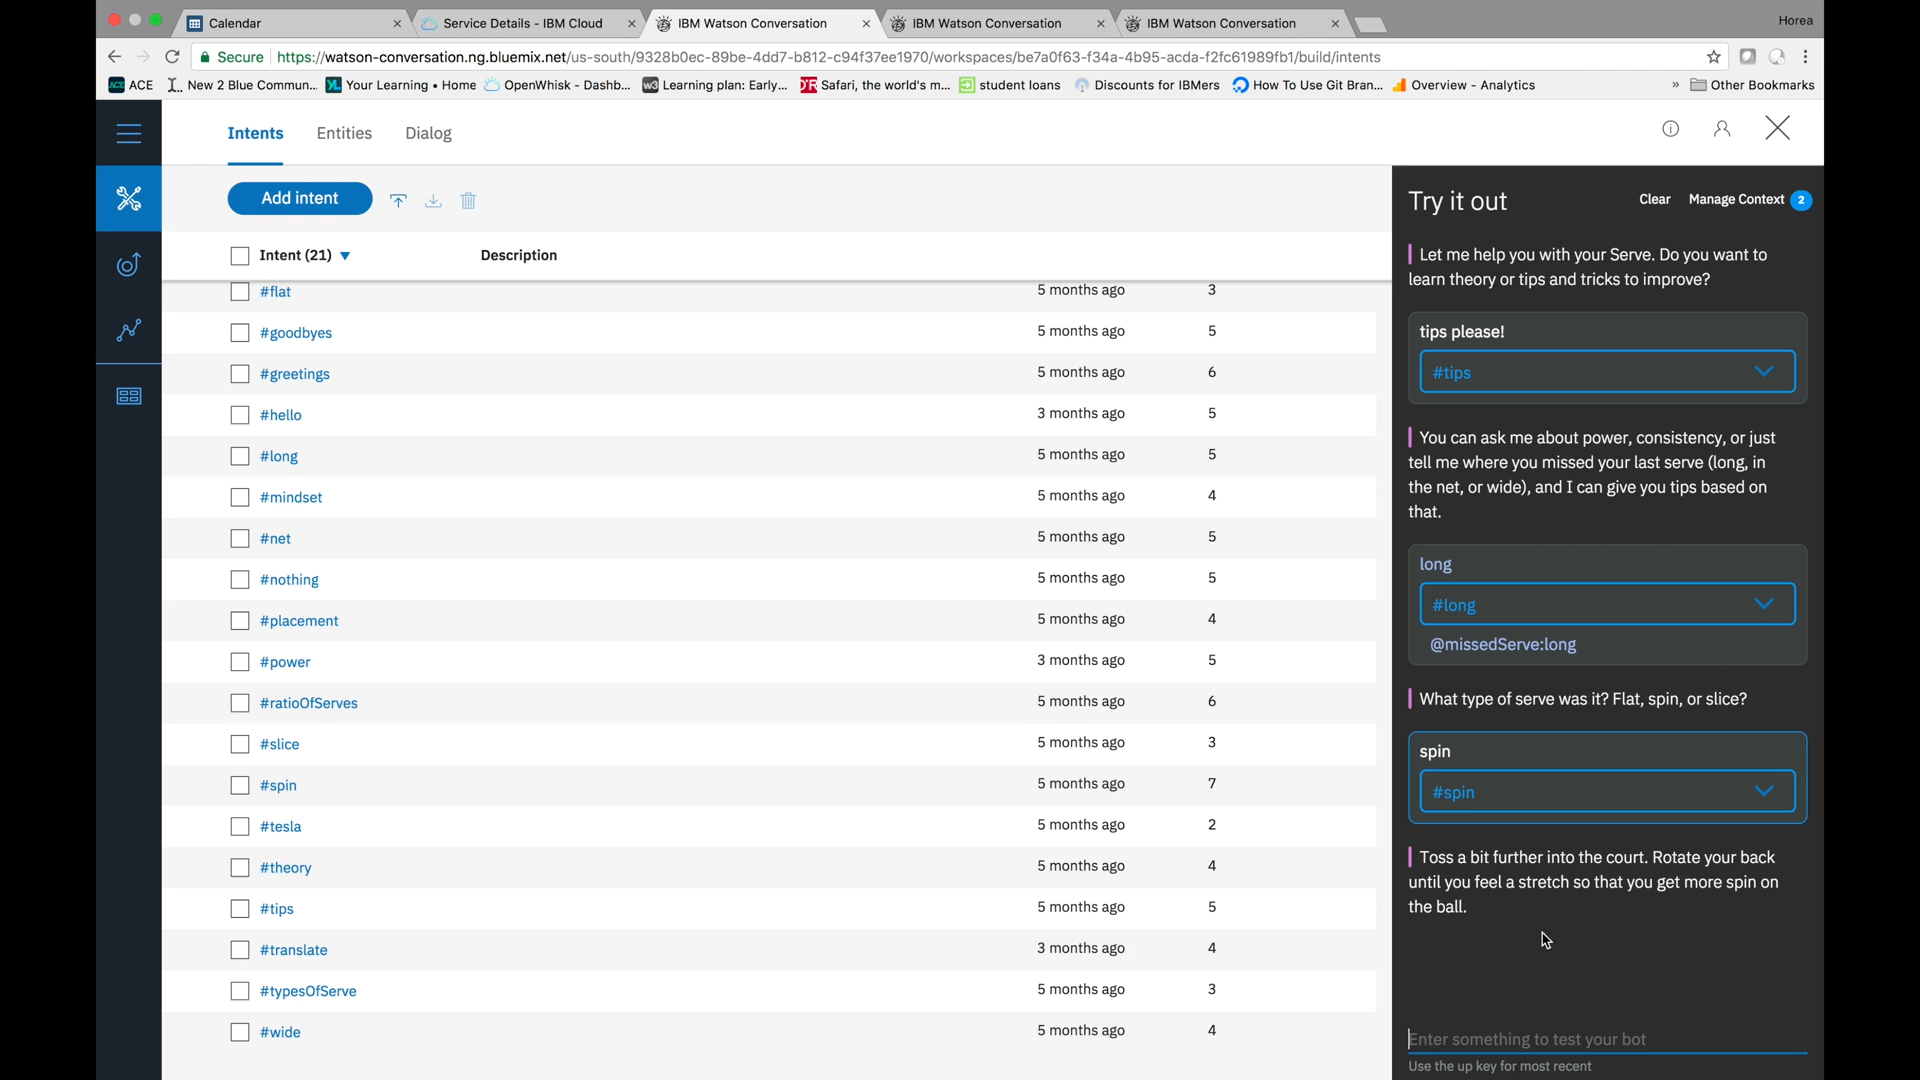 Calendar
Service Details - IBM Cloud
IBM Watson Conversation
IBM Watson Conversation
IBM Watson Conversation
Horea
Secure
https://watson-conversation.ng.bluemix.net/us-south/9328b0ec-89be-4dd7-b812-c94f37ee1970/workspaces/be7a0f63-f34a-4b95-acda-f2fc61989fb1/build/intents
ACE
New 2 Blue Commun...
Your Learning • Home
OpenWhisk - Dashb...
w3 Learning plan: Early...
Safari, the world's m...
student loans
Discounts for IBMers
How To Use Git Bran...
Overview - Analytics
»
Other Bookmarks
Intents Entities Dialog
Add intent
Intent (21) ▼ Description
#flat 5 months ago 3
#goodbyes 5 months ago 5
#greetings 5 months ago 6
#hello 3 months ago 5
#long 5 months ago 5
#mindset 5 months ago 4
#net 5 months ago 5
#nothing 5 months ago 5
#placement 5 months ago 4
#power 3 months ago 5
#ratioOfServes 5 months ago 6
#slice 5 months ago 3
#spin 5 months ago 7
#tesla 5 months ago 2
#theory 5 months ago 4
#tips 5 months ago 5
#translate 3 months ago 4
#typesOfServe 5 months ago 3
#wide 5 months ago 4
Try it out Clear Manage Context 2
Let me help you with your Serve. Do you want to
learn theory or tips and tricks to improve?
tips please!
#tips
You can ask me about power, consistency, or just
tell me where you missed your last serve (long, in
the net, or wide), and I can give you tips based on
that.
long
#long
@missedServe:long
What type of serve was it? Flat, spin, or slice?
spin
#spin
Toss a bit further into the court. Rotate your back
until you feel a stretch so that you get more spin on
the ball.
Enter something to test your bot
Use the up key for most recent